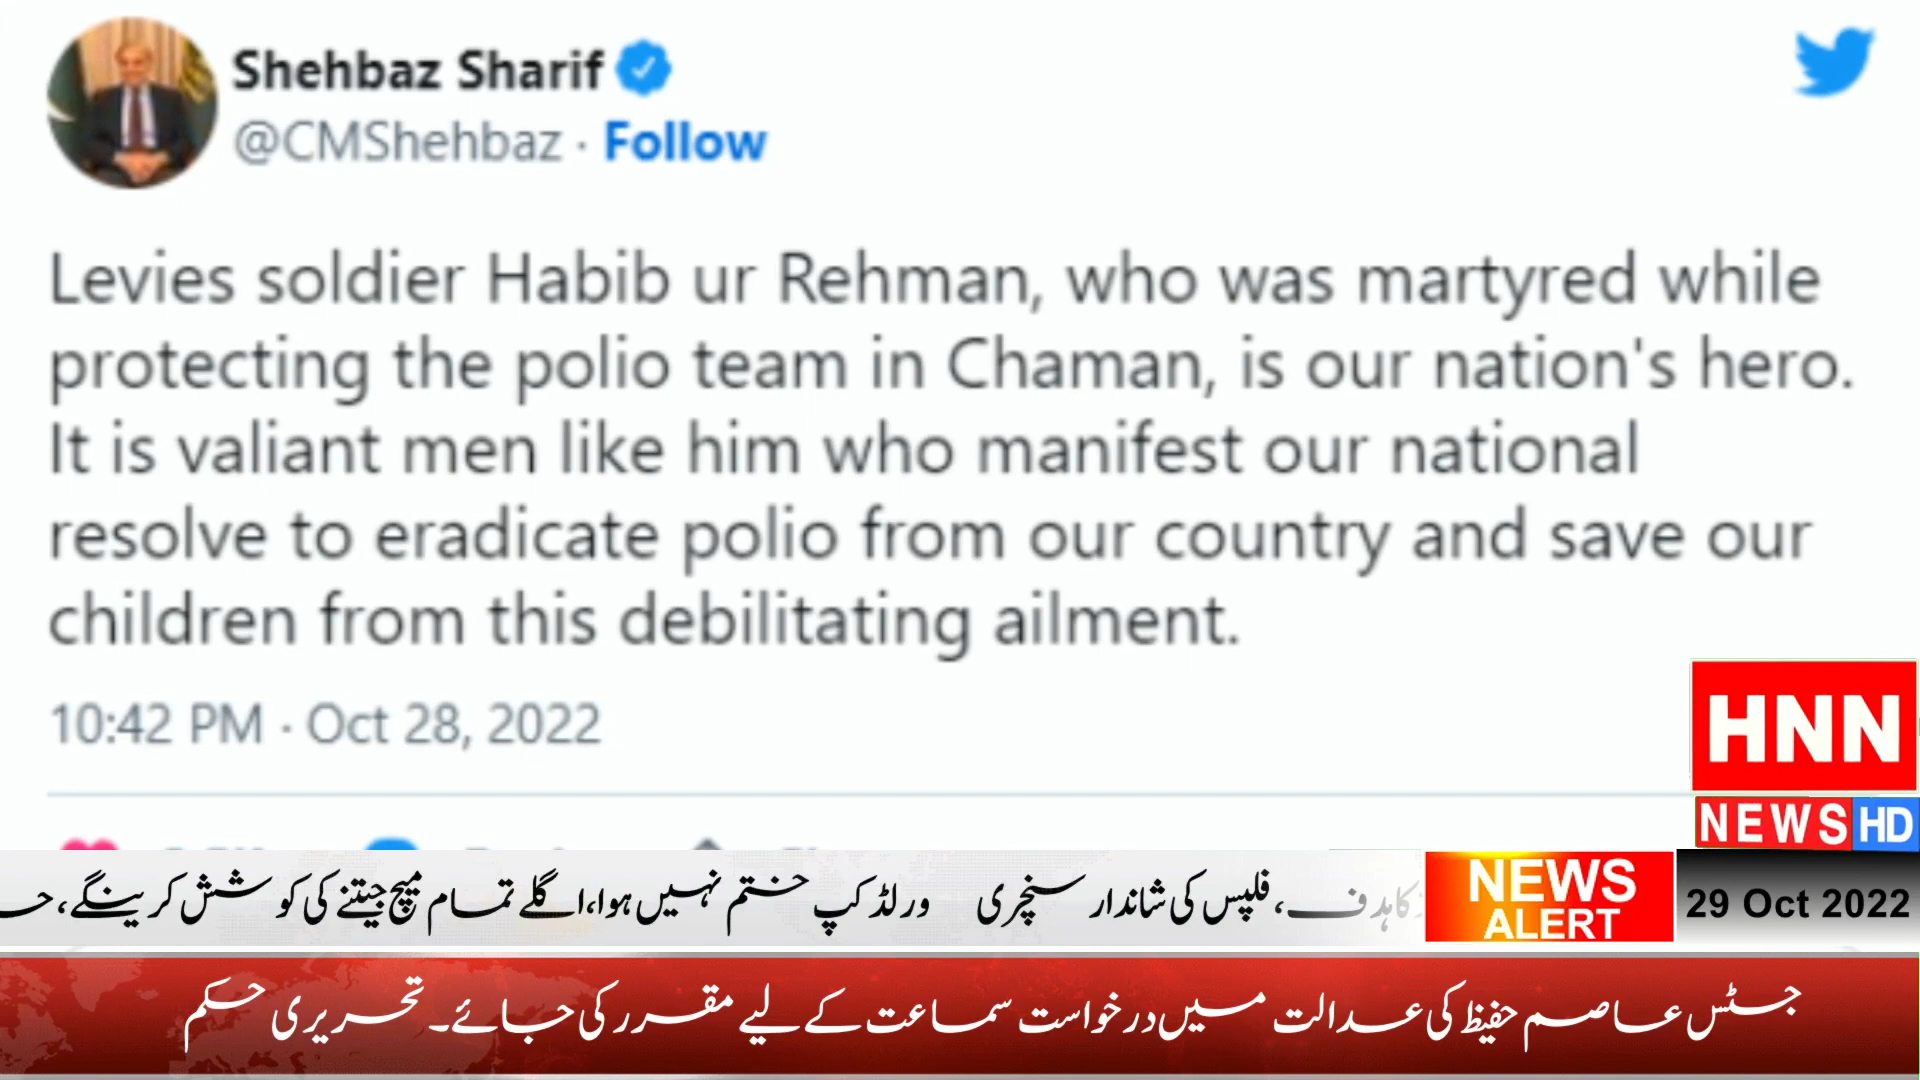 Shehbaz Sharif
@CMShehbaz · Follow
Levies soldier Habib ur Rehman, who was martyred while
protecting the polio team in Chaman, is our nation's hero.
It is valiant men like him who manifest our national
resolve to eradicate polio from our country and save our
children from this debilitating ailment.
10:42 PM · Oct 28, 2022
HNN
NEWS HD
کاہدف، فلپس کی شاندار سنچری ورلڈ کپ ختم نہیں ہوا، اگلے تمام میچ جیتنے کی کوشش کرینگے،
NEWS
ALERT
29 Oct 2022
جسٹس عاصم حفیظ کی عدالت میں درخواست سماعت کے لیے مقرر کی جائے۔ تحریری حکم